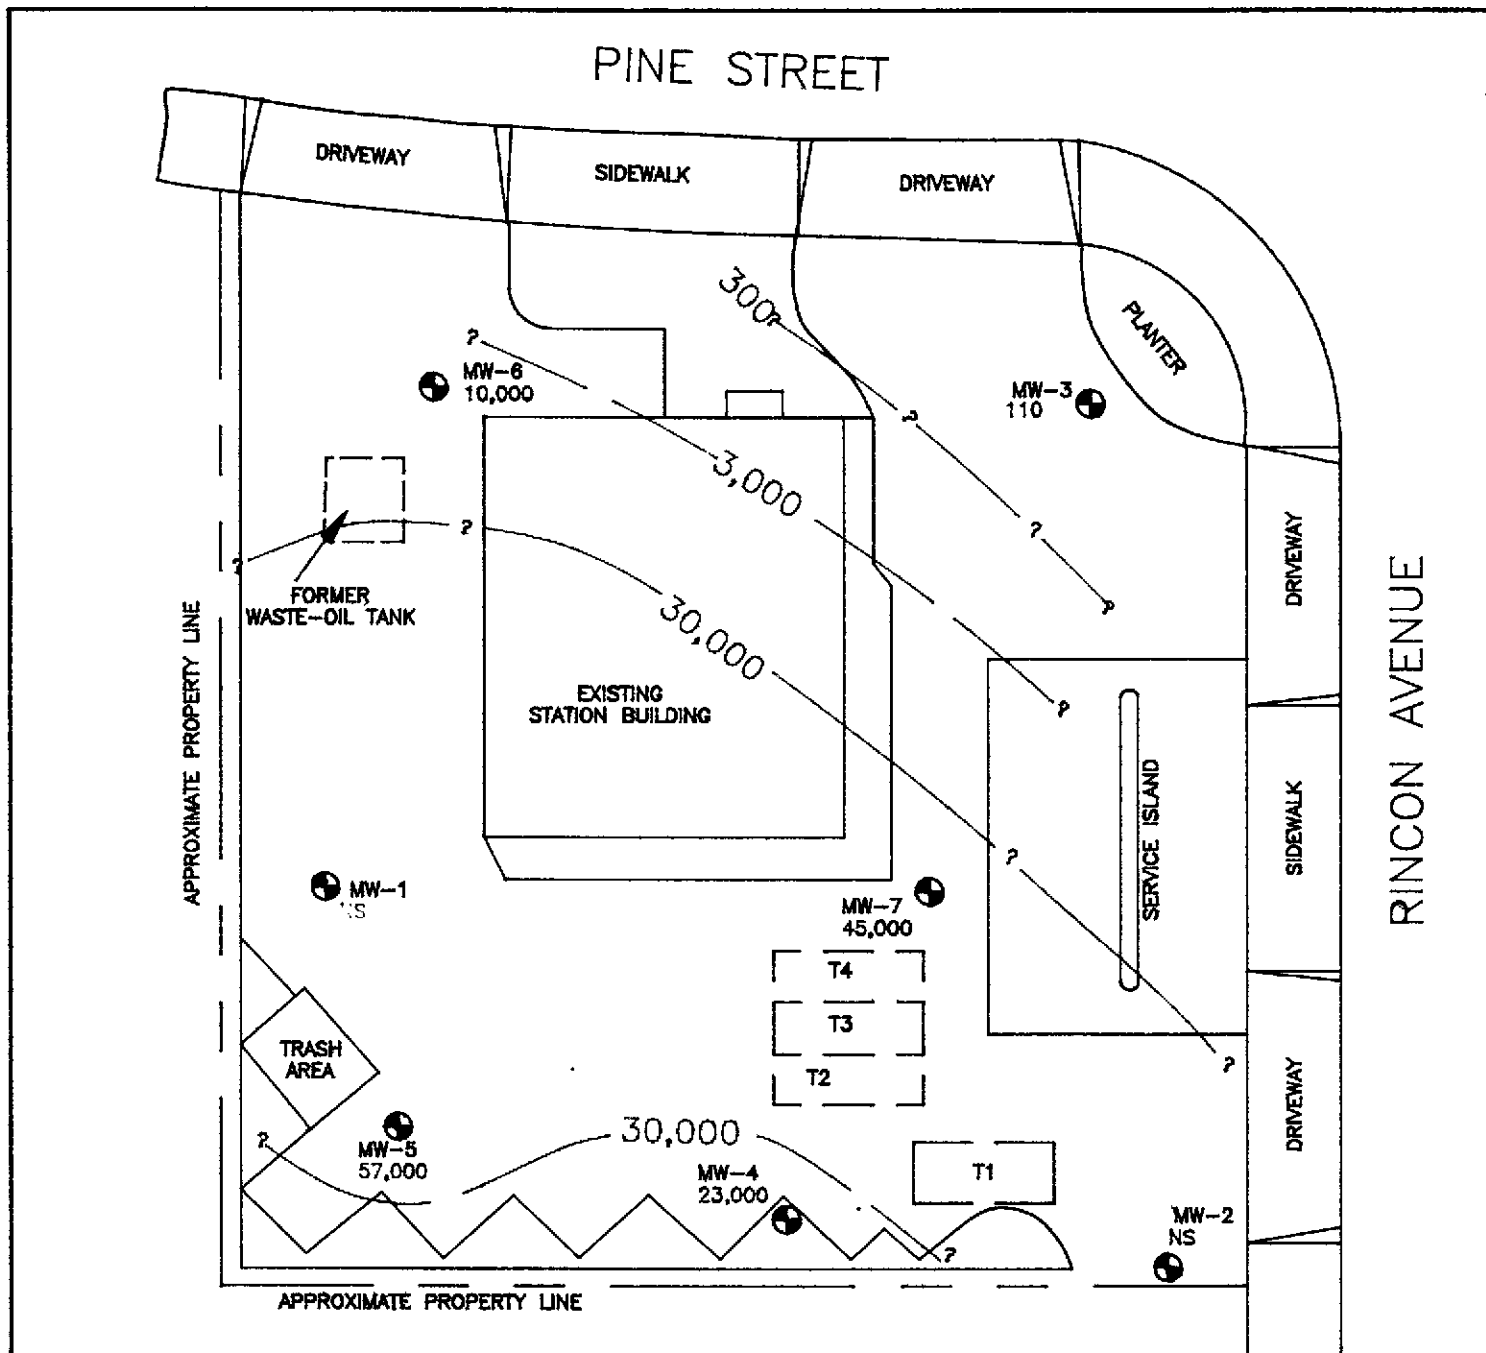 PINE STREET
DRIVEWAY
SIDEWALK
DRIVEWAY
300
?
PLANTER
?
MW-6
10,000
MW-3
110
?
3,000
?
?
?
FORMER
WASTE-OIL TANK
?
30,000
?
DRIVEWAY
RINCON AVENUE
APPROXIMATE PROPERTY LINE
EXISTING
STATION BUILDING
?
SERVICE ISLAND
SIDEWALK
?
MW-1
MW-7
45,000
T4
T3
T2
TRASH
AREA
?
DRIVEWAY
?
30,000
MW-5
57,000
MW-4
23,000
T1
MW-2
NS
?
APPROXIMATE PROPERTY LINE